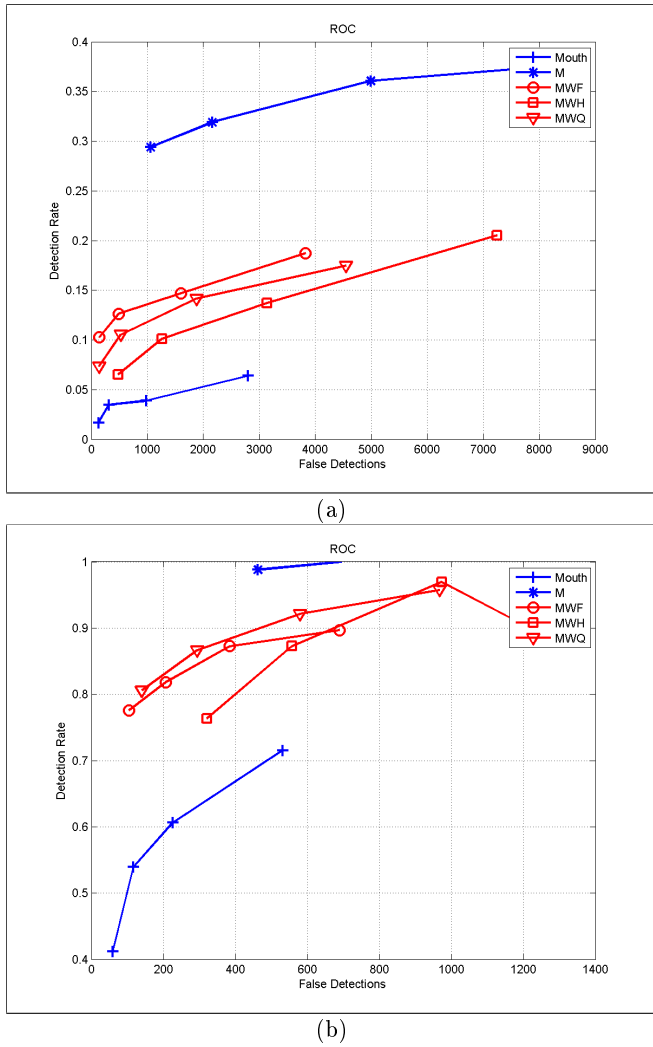 ROC
0.4
0.35
0.3
0.25
0.2
0.15
0.1
0.05
0
Detection Rate
Mouth
M
MWF
MWH
MWQ
0 1000 2000 3000 4000 5000 6000 7000 8000 9000
False Detections
(a)
ROC
1
0.9
0.8
0.7
0.6
0.5
0.4
Detection Rate
Mouth
M
MWF
MWH
MWQ
0 200 400 600 800 1000 1200 1400
False Detections
(b)